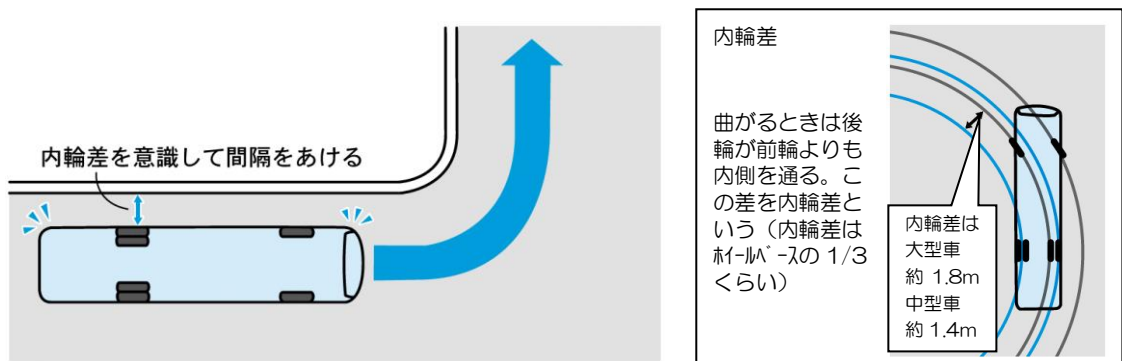 内輪差を意識して間隔をあける
内輪差
曲がるときは後
輪が前輪よりも
内側を通る。こ
の差を内輪差と
いう（内輪差は
ﾎｲｰﾙﾍﾞｰｽの 1/3
くらい）
内輪差は
大型車
約 1.8m
中型車
約 1.4m